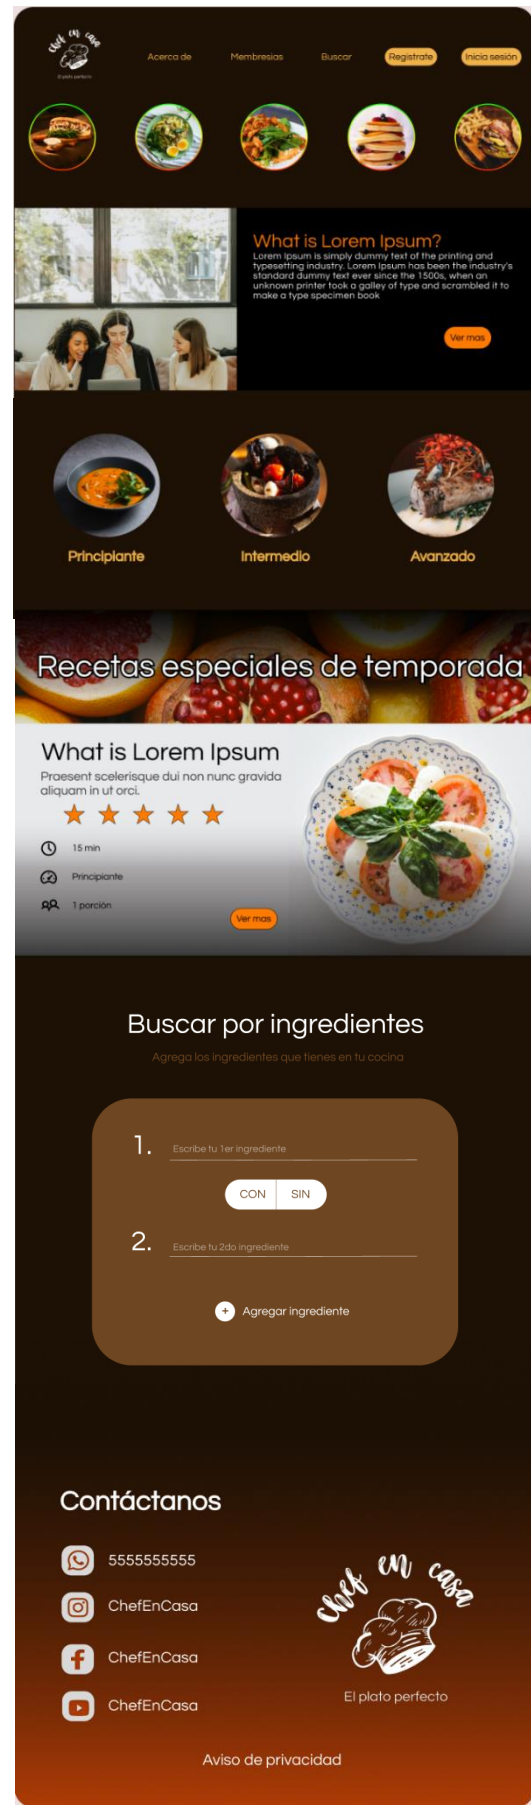 Chef en casa
El plato perfecto
Acerca de
Membresias
Buscar
Registrate
Inicia sesión
What is Lorem Ipsum?
Lorem Ipsum is simply dummy text of the printing and
typesetting industry. Lorem Ipsum has been the industry's
standard dummy text ever since the 1500s, when an
unknown printer took a galley of type and scrambled it to
make a type specimen book
Ver mas
Principiante
Intermedio
Avanzado
Recetas especiales de temporada
What is Lorem Ipsum
Praesent scelerisque dui non nunc gravida
aliquam in ut orci.
15 min
Principiante
1 porción
Ver mas
Buscar por ingredientes
Agrega los ingredientes que tienes en tu cocina
1. Escribe tu 1er ingrediente
CON SIN
2. Escribe tu 2do ingrediente
+ Agregar ingrediente
Contáctanos
5555555555
ChefEnCasa
ChefEnCasa
ChefEnCasa
chef en casa
El plato perfecto
Aviso de privacidad